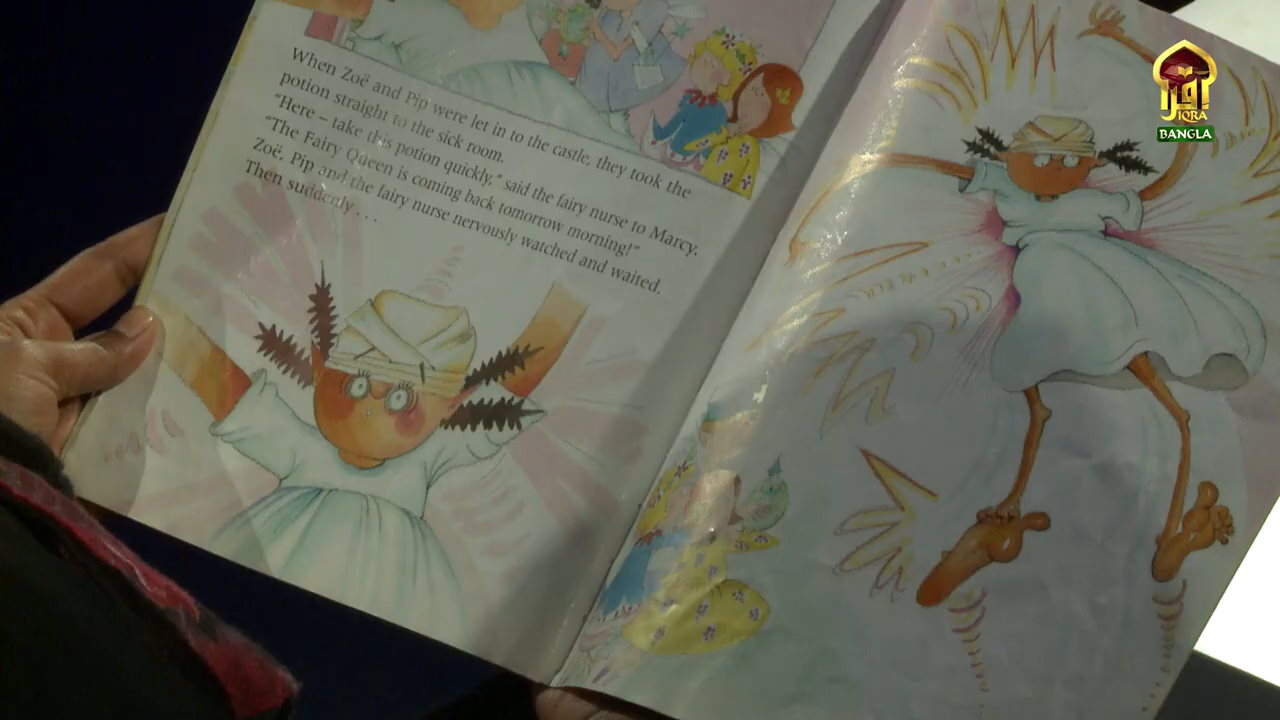 When Zoë and Pip were let in to the castle, they took the
potion straight to the sick room.
"Here – take this potion quickly," said the fairy nurse to Marcy.
"The Fairy Queen is coming back tomorrow morning!"
Zoë, Pip and the fairy nurse nervously watched and waited.
Then suddenly . . .
اقرأ
IQRA
BANGLA